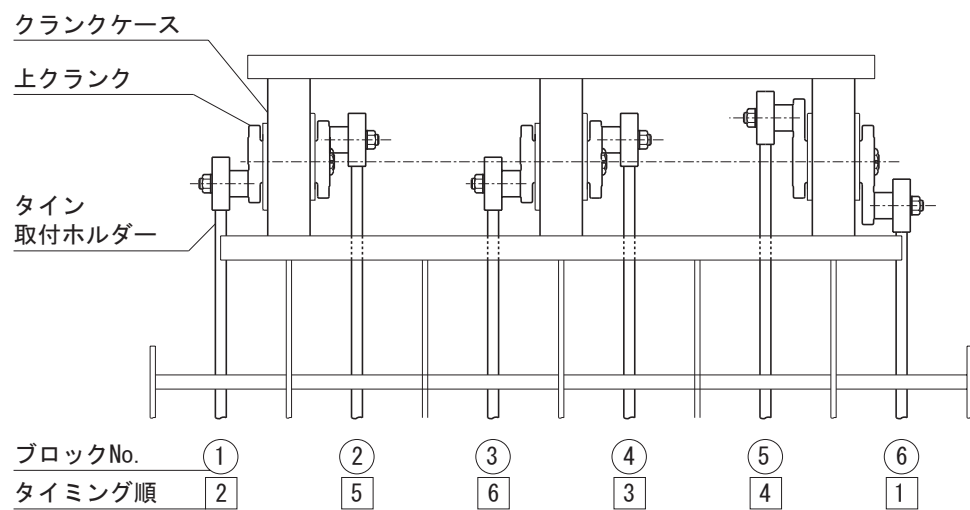 クランクケース
上クランク
タイン
取付ホルダー
ブロックNo. ① ② ③ ④ ⑤ ⑥
タイミング順 2 5 6 3 4 1